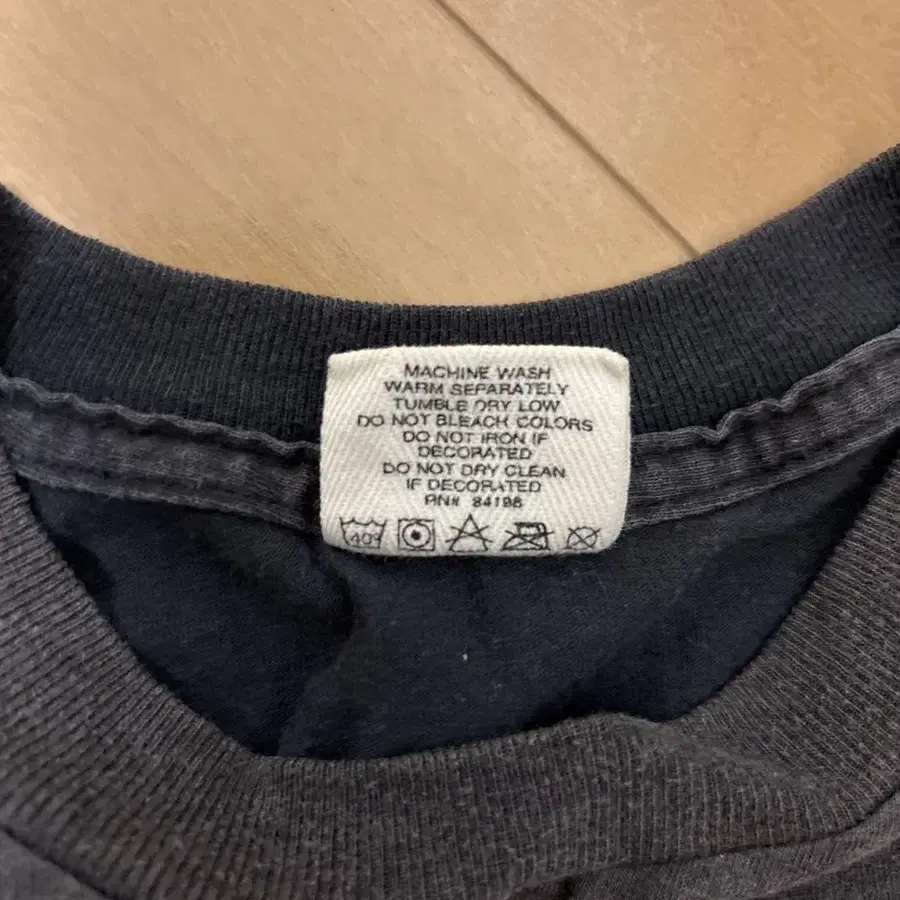 MACHINE WASH
WARM SEPARATELY
TUMBLE DRY LOW
DO NOT BLEACH COLORS
DO NOT IRON IF
DECORATED
DO NOT DRY CLEAN
IF DECORATED
RN# 84198
40°